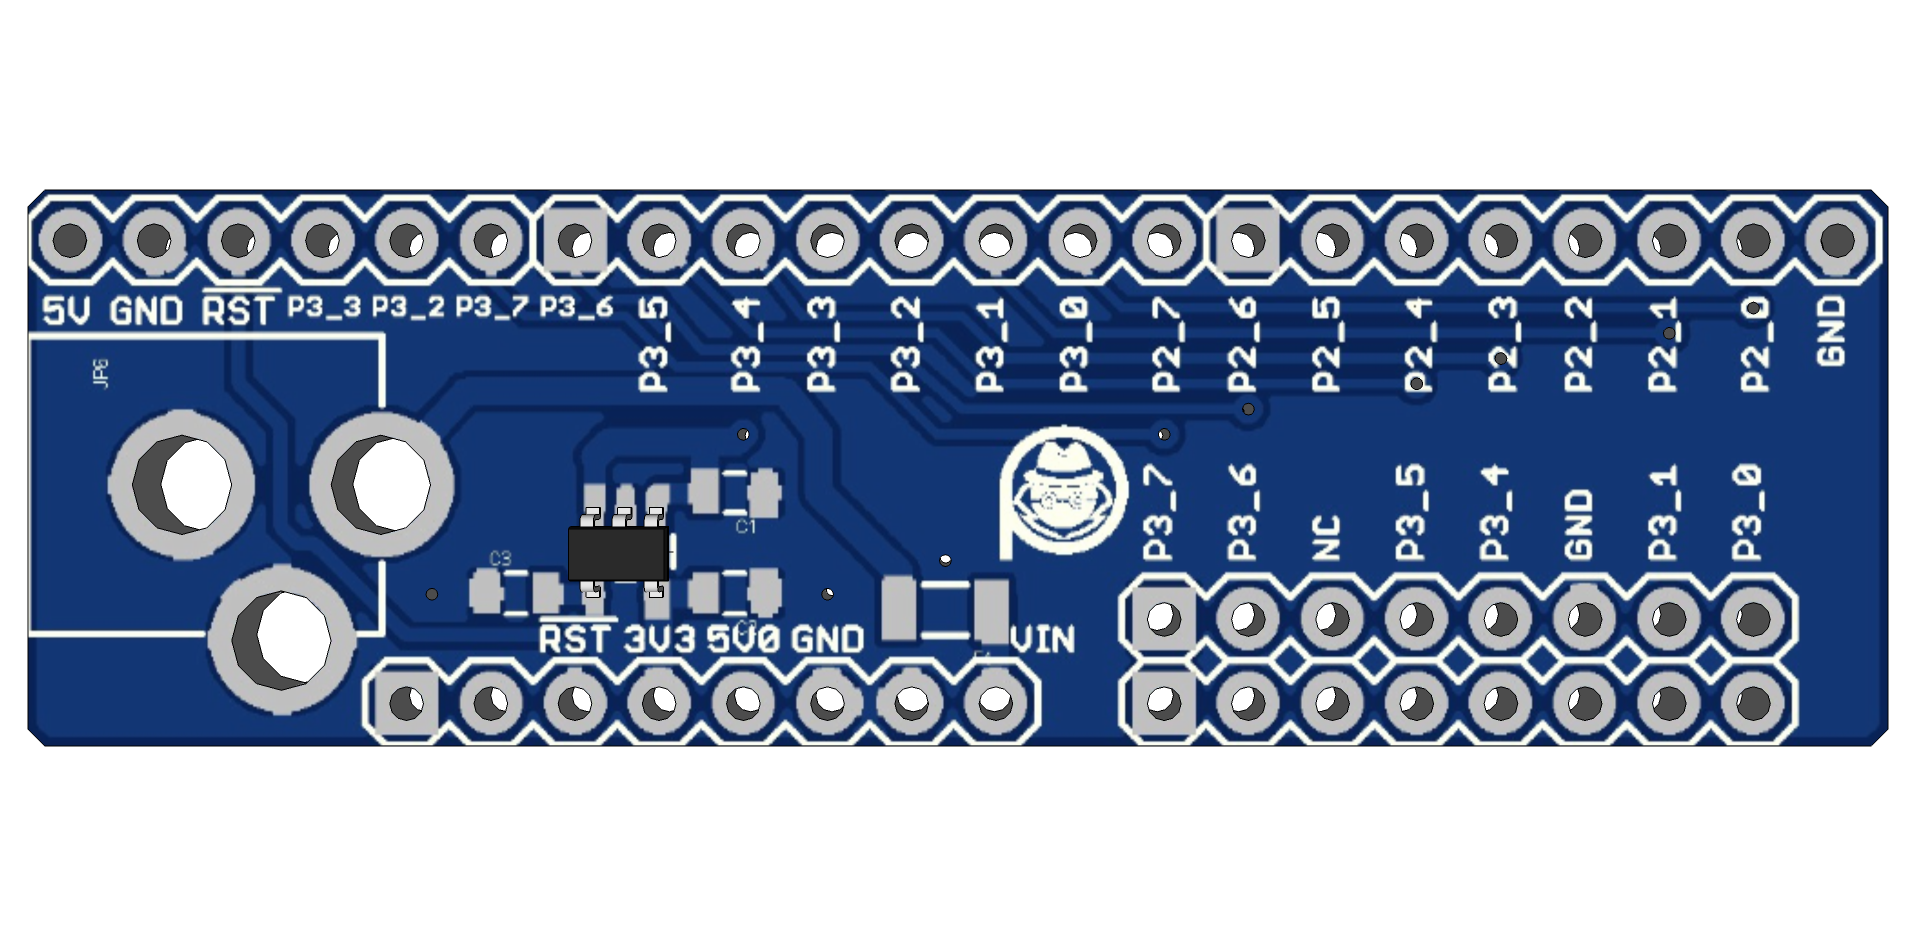 5V GND RST P3_3 P3_2 P3_7 P3_6 P3_5 P3_4 P3_3 P3_2 P3_1 P3_0 P2_7 P2_6 P2_5 P2_4 P2_3 P2_2 P2_1 P2_0 GND
JP6
P3_7 P3_6 NC P3_5 P3_4 GND P3_1 P3_0
C1
C3
RST 3V3 5V0 GND VIN